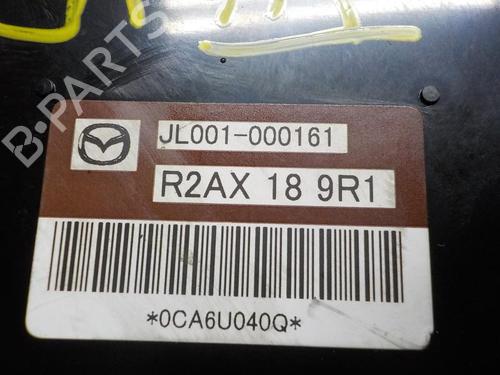 JL001-000161
R2AX 18 9R1
*0CA6U040Q*
B-PARTS